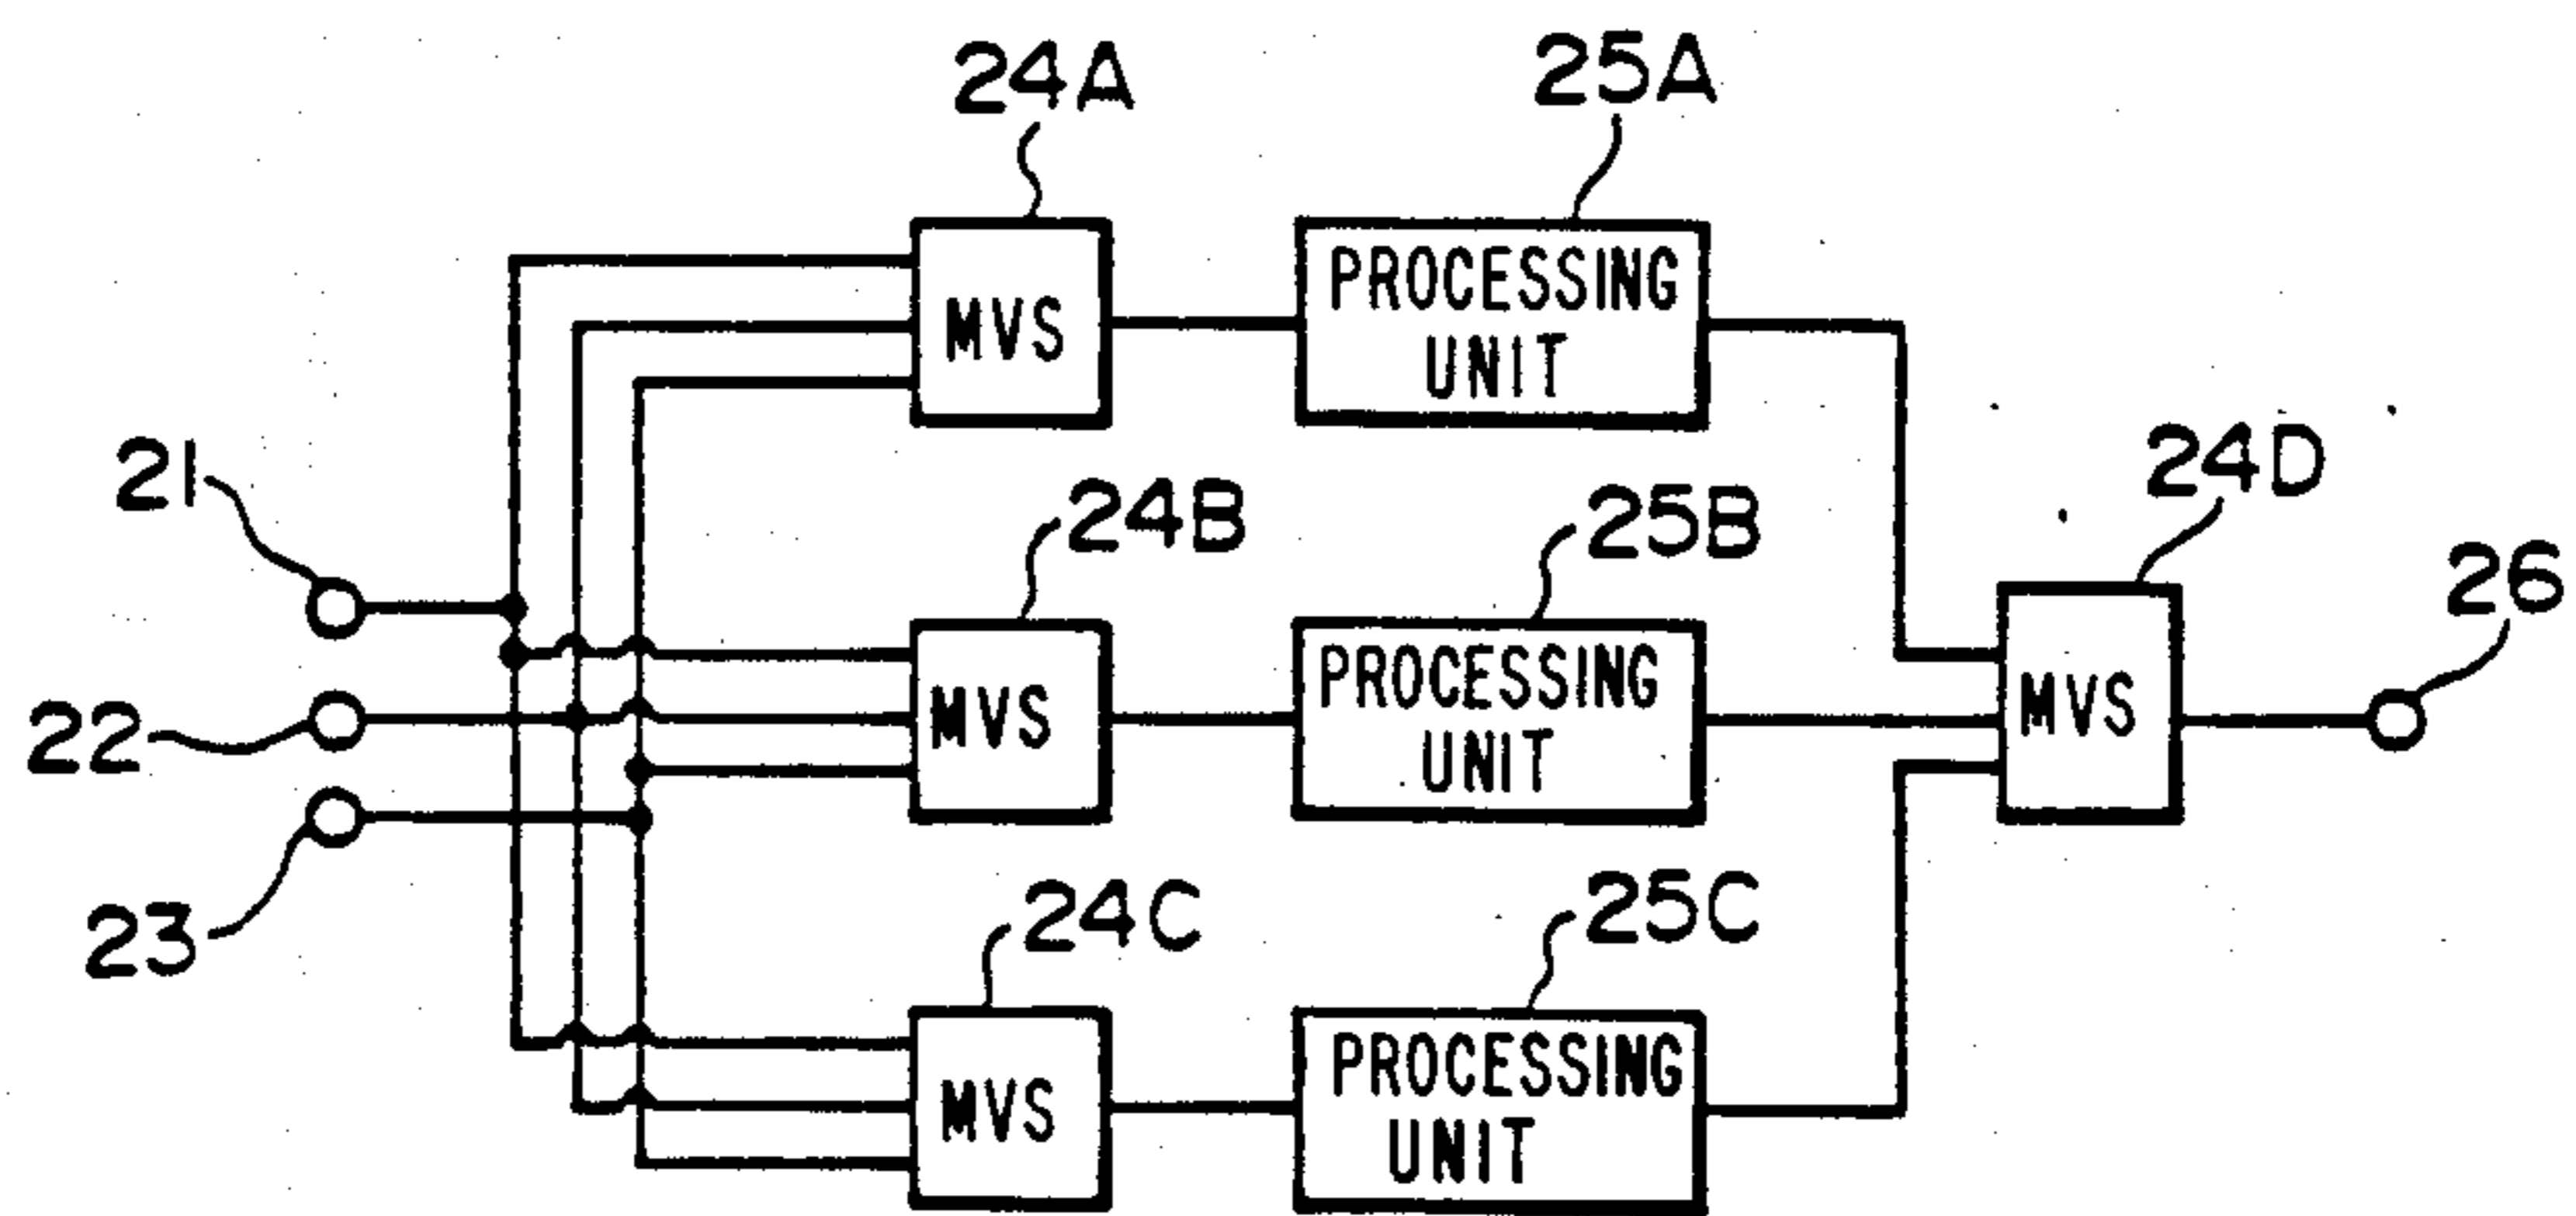 24A
25A
MVS
PROCESSING
UNIT
21
24B
25B
24D
26
22
MVS
PROCESSING
UNIT
MVS
23
24C
25C
MVS
PROCESSING
UNIT